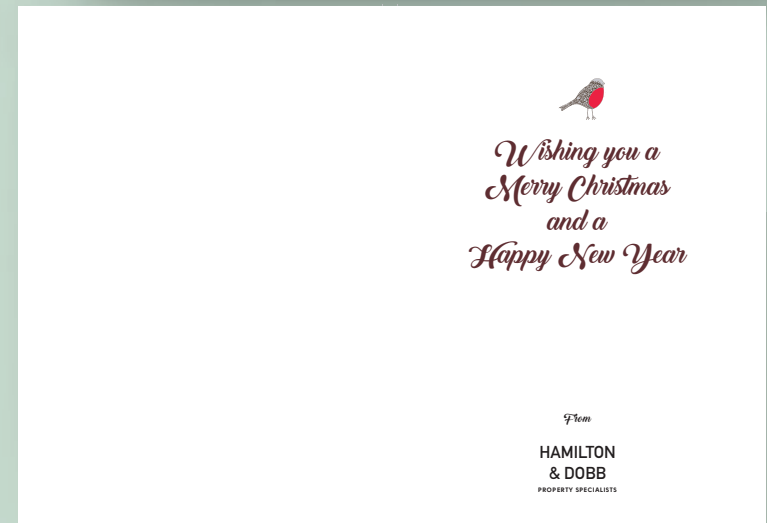 Wishing you a
Merry Christmas
and a
Happy New Year
From
HAMILTON
& DOBB
PROPERTY SPECIALISTS